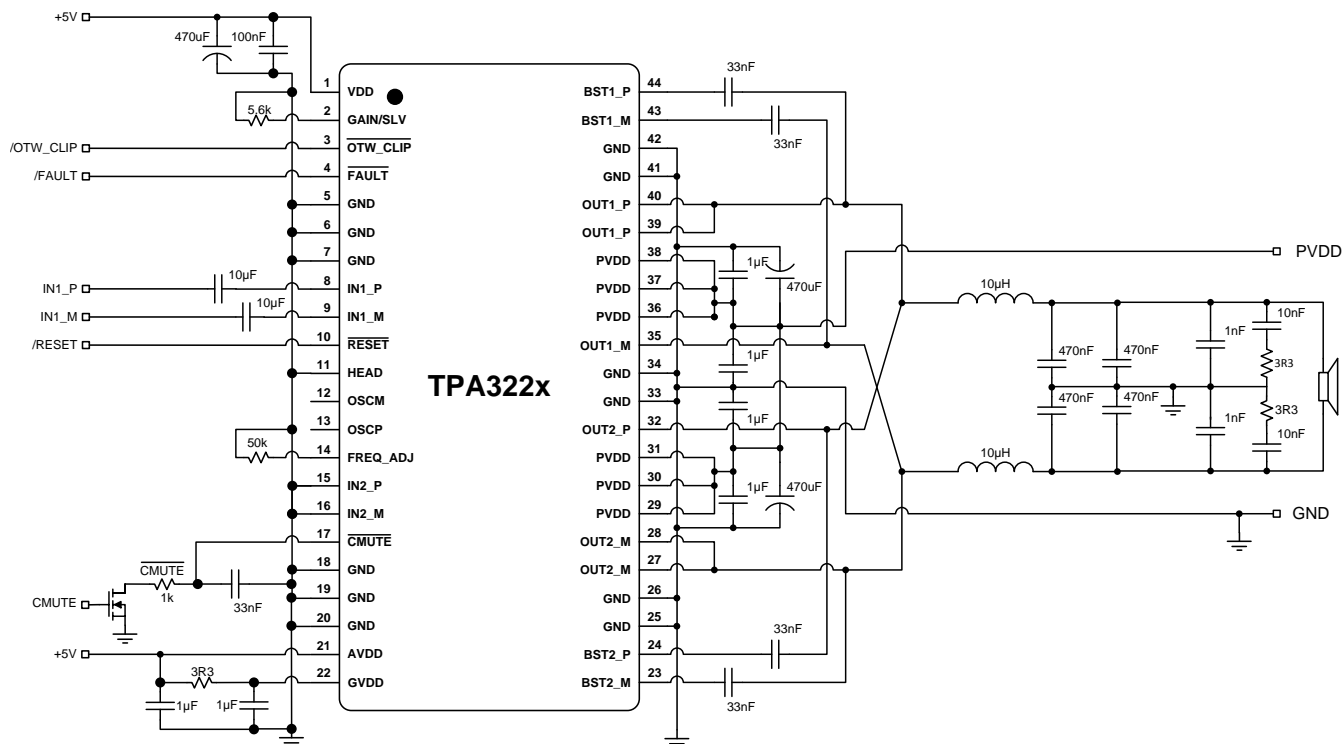 +5V
470uF
100nF
5.6k
/OTW_CLIP
/FAULT
10µF
IN1_P
10µF
IN1_M
/RESET
50k
CMUTE
1k
33nF
CMUTE
+5V
3R3
1µF
1µF
TPA322x
1 VDD
2 GAIN/SLV
3 OTW_CLIP
4 FAULT
5 GND
6 GND
7 GND
8 IN1_P
9 IN1_M
10 RESET
11 HEAD
12 OSCM
13 OSCP
14 FREQ_ADJ
15 IN2_P
16 IN2_M
17 CMUTE
18 GND
19 GND
20 GND
21 AVDD
22 GVDD
BST1_P 44
BST1_M 43
GND 42
GND 41
OUT1_P 40
OUT1_P 39
PVDD 38
PVDD 37
PVDD 36
OUT1_M 35
GND 34
GND 33
OUT2_P 32
PVDD 31
PVDD 30
PVDD 29
OUT2_M 28
OUT2_M 27
GND 26
GND 25
BST2_P 24
BST2_M 23
33nF
33nF
1µF
470uF
1µF
1µF
1µF
470uF
33nF
33nF
PVDD
10µH
470nF
470nF
1nF
10nF
3R3
470nF
470nF
1nF
3R3
10nF
10µH
GND